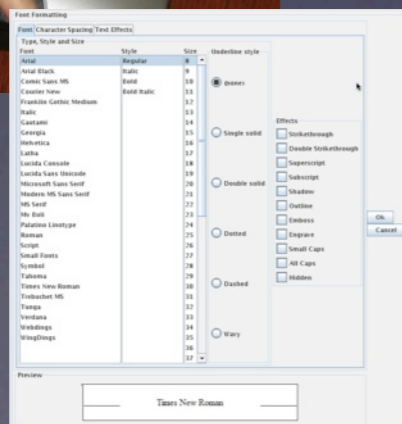 Font Formatting
Font Character Spacing Text Effects
Type, Style and Size
Font Style Size Underline style
Arial Regular 8
Arial Black Italic 9
Comic Sans MS Bold 10 (none)
Courier New Bold Italic 11
Franklin Gothic Medium 12
Italic 13
Gautami 14 Effects
Georgia 15 Single solid Strikethrough
Helvetica 16 Double Strikethrough
Latha 17 Superscript
Lucida Console 18 Subscript
Lucida Sans Unicode 19
Microsoft Sans Serif 20 Double solid Shadow
Modern MS Sans Serif 21 Outline
MS Serif 22 Emboss
Mv Boli 23 Ok
Palatino Linotype 24 Engrave
Roman 25 Dotted Small Caps Cancel
Script 26 All Caps
Small Fonts 27 Hidden
Symbol 28
Tahoma 29
Times New Roman 30 Dashed
Trebuchet MS 31
Tunga 32
Verdana 33
Webdings 34 Wavy
WingDings 35
36
37
Preview
Times New Roman